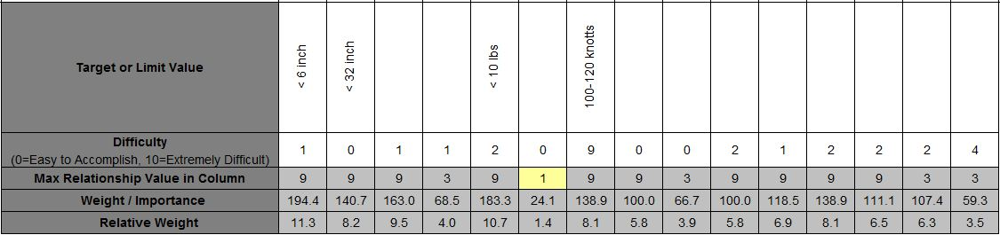 Target or Limit Value < 6 inch < 32 inch < 10 lbs 100-120 knotts
Difficulty
(0=Easy to Accomplish, 10=Extremely Difficult) 1 0 1 1 2 0 9 0 0 2 1 2 2 2 4
Max Relationship Value in Column 9 9 9 3 9 1 9 9 3 9 9 9 9 3 3
Weight / Importance 194.4 140.7 163.0 68.5 183.3 24.1 138.9 100.0 66.7 100.0 118.5 138.9 111.1 107.4 59.3
Relative Weight 11.3 8.2 9.5 4.0 10.7 1.4 8.1 5.8 3.9 5.8 6.9 8.1 6.5 6.3 3.5